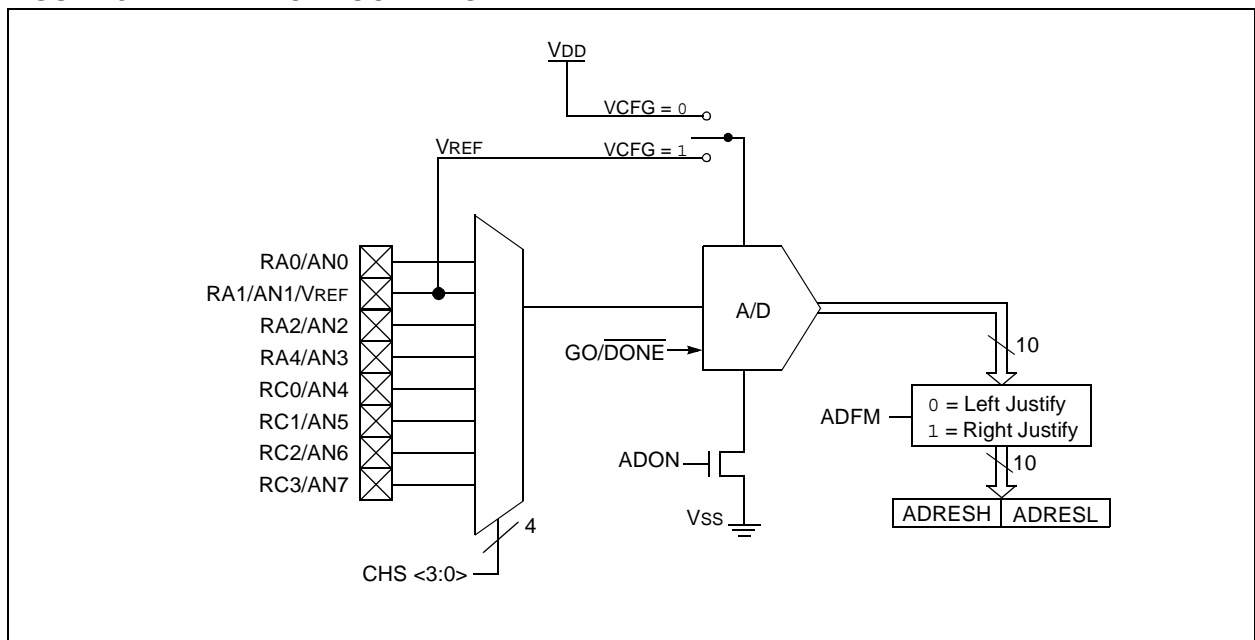 VDD
VCFG = 0
VREF
VCFG = 1
RA0/AN0
RA1/AN1/VREF
RA2/AN2
RA4/AN3
RC0/AN4
RC1/AN5
RC2/AN6
RC3/AN7
A/D
GO/DONE
10
ADFM
0 = Left Justify
1 = Right Justify
ADON
10
VSS
ADRESH ADRESL
4
CHS <3:0>